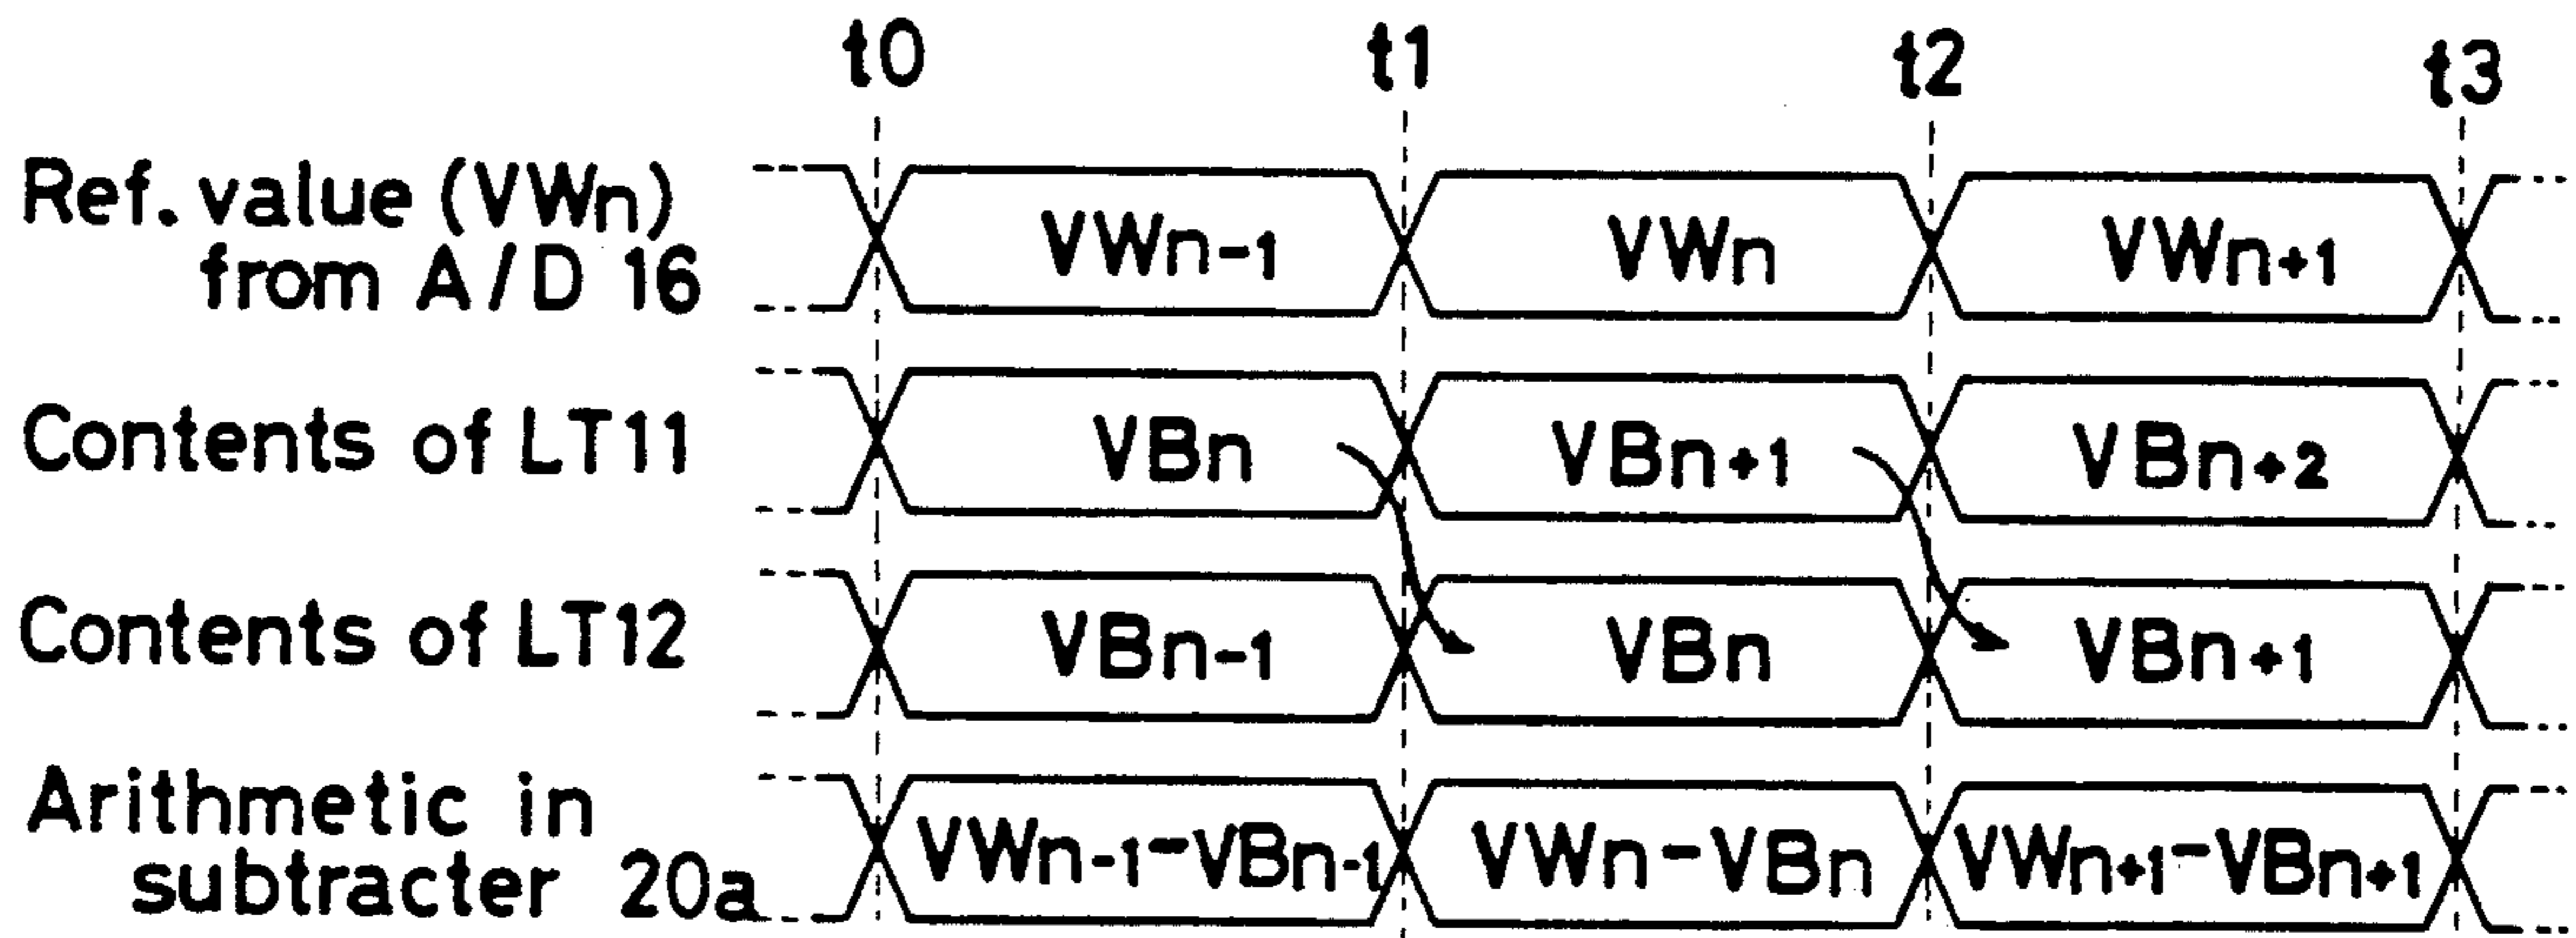 t0 t1 t2 t3
Ref. value (VWn)
from A/D 16
VWn-1 VWn VWn+1
Contents of LT11
VBn VBn+1 VBn+2
Contents of LT12
VBn-1 VBn VBn+1
Arithmetic in
subtracter 20a
VWn-1-VBn-1 VWn-VBn VWn+1-VBn+1